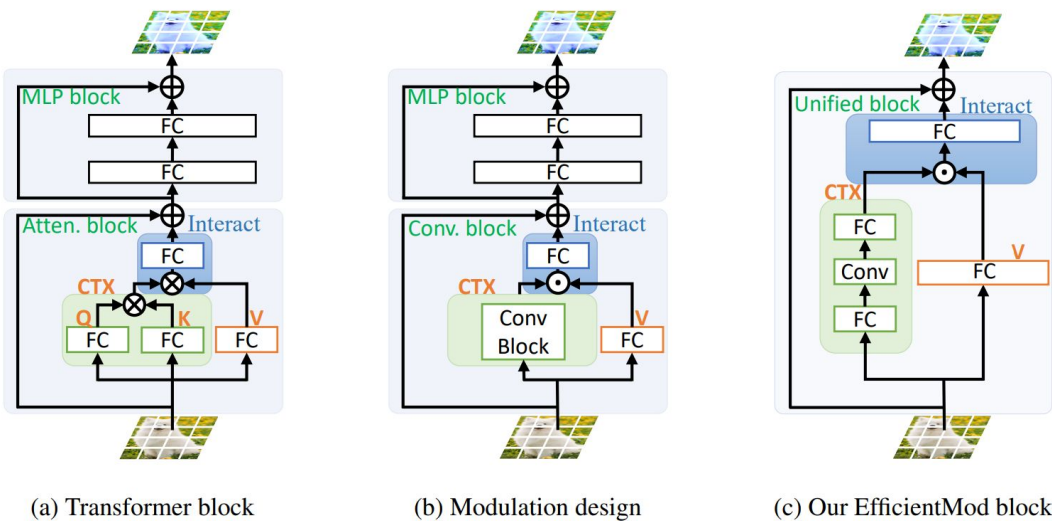 MLP block
FC
FC
Atten. block
Interact
FC
CTX
Q
K
V
FC
FC
FC
(a) Transformer block
MLP block
FC
FC
Conv. block
Interact
FC
CTX
V
Conv
Block
FC
(b) Modulation design
Unified block
Interact
FC
CTX
FC
Conv
FC
V
FC
(c) Our EfficientMod block